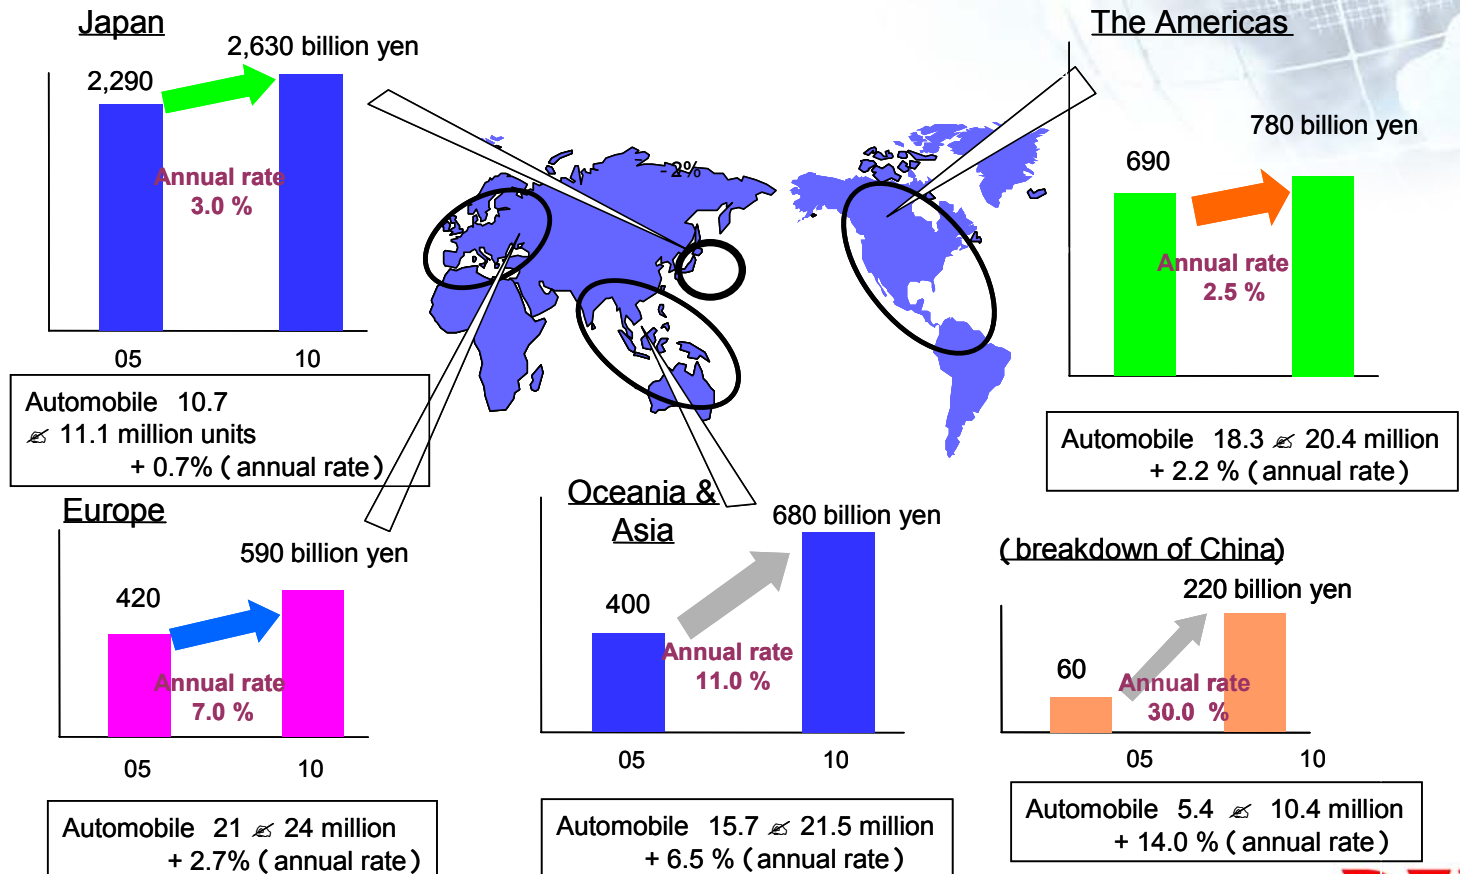 Japan
2,630 billion yen
2,290
Annual rate
3.0 %
05 10
Automobile 10.7
✍ 11.1 million units
+ 0.7% ( annual rate )
-2%
The Americas
780 billion yen
690
Annual rate
2.5 %
Automobile 18.3 ✍ 20.4 million
+ 2.2 % ( annual rate )
Europe
590 billion yen
420
Annual rate
7.0 %
05 10
Automobile 21 ✍ 24 million
+ 2.7% ( annual rate )
Oceania &
Asia
680 billion yen
400
Annual rate
11.0 %
05 10
Automobile 15.7 ✍ 21.5 million
+ 6.5 % ( annual rate )
( breakdown of China)
220 billion yen
60
Annual rate
30.0 %
05 10
Automobile 5.4 ✍ 10.4 million
+ 14.0 % ( annual rate )